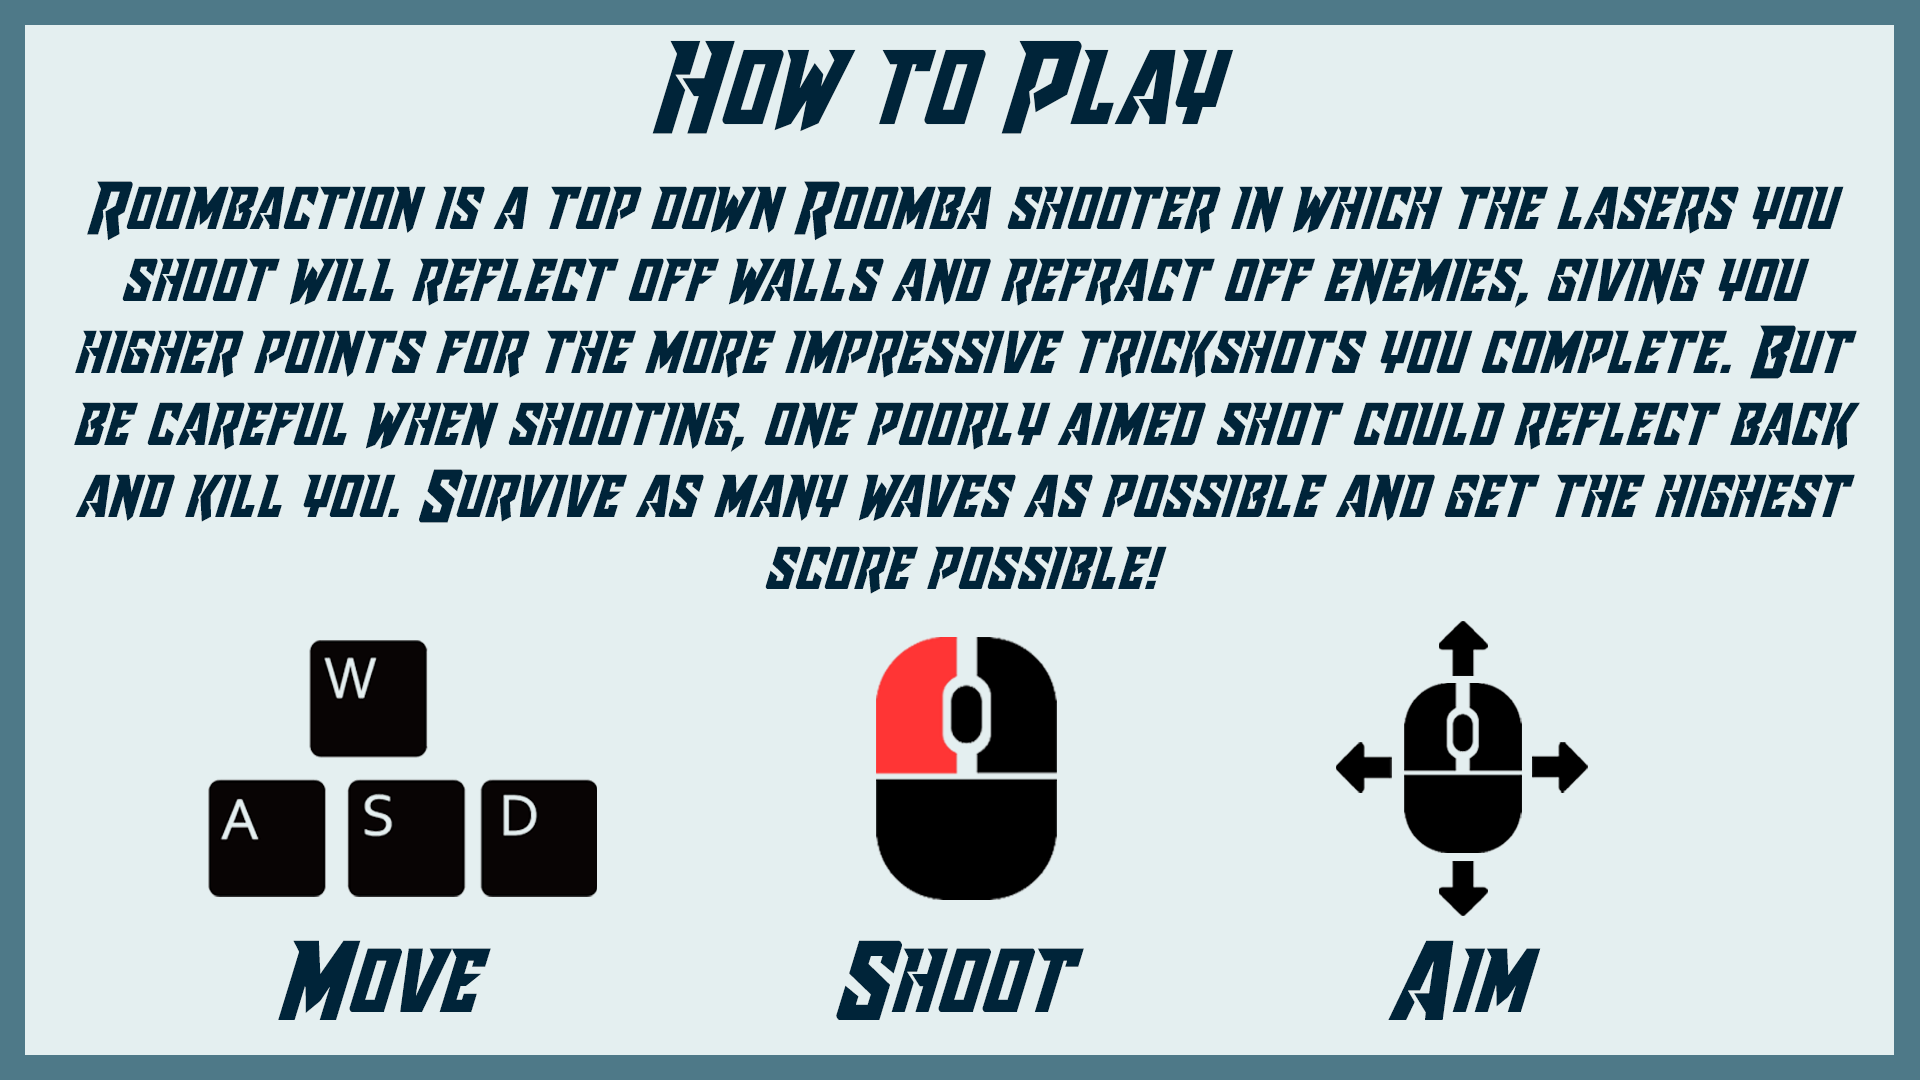 How to Play
Roombaction is a top down Roomba shooter in which the lasers you
shoot will reflect off walls and refract off enemies, giving you
higher points for the more impressive trickshots you complete. But
be careful when shooting, one poorly aimed shot could reflect back
and kill you. Survive as many waves as possible and get the highest
score possible!
W
A S D
Move Shoot Aim